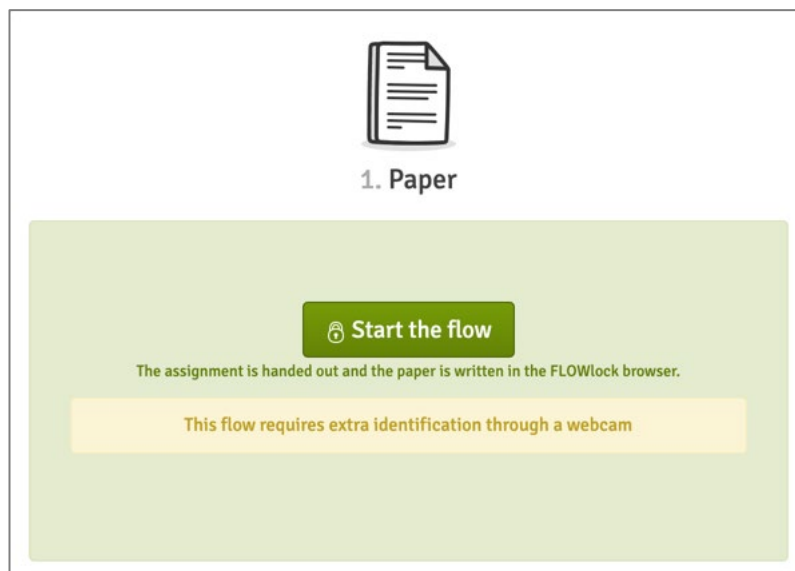 1. Paper
Start the flow
The assignment is handed out and the paper is written in the FLOWlock browser.
This flow requires extra identification through a webcam